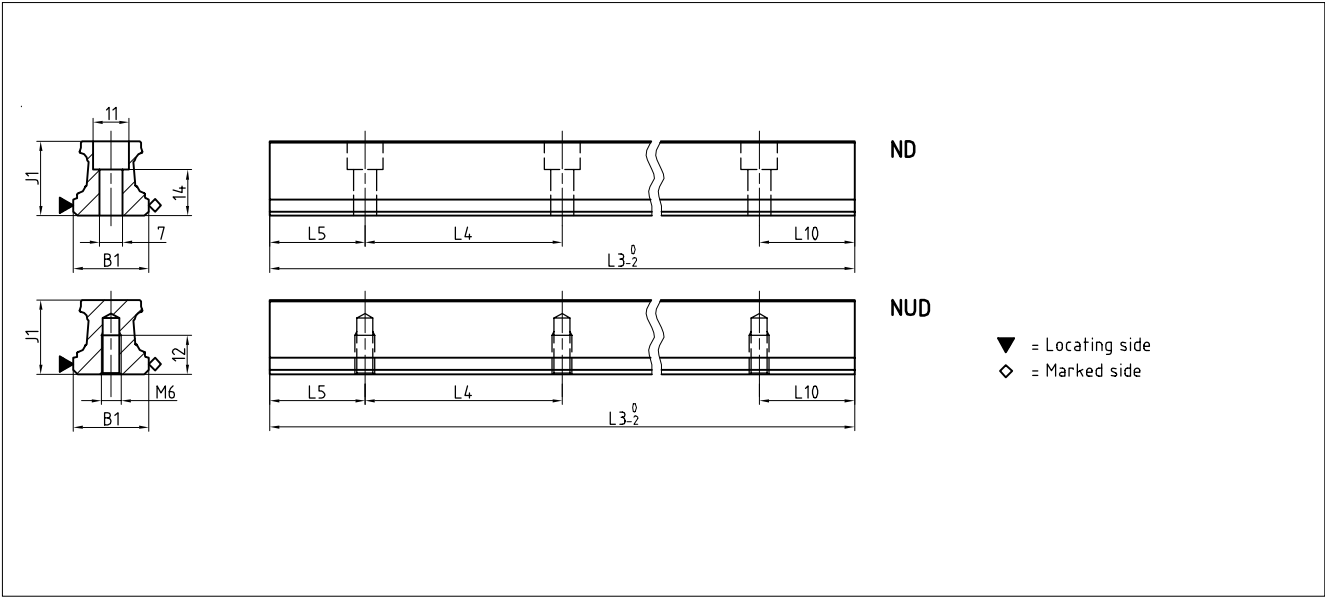 11
ND
J1
14
7
B1
L5
L4
L10
L3 0 -2
NUD
J1
12
M6
B1
L5
L4
L10
L3 0 -2
= Locating side
= Marked side